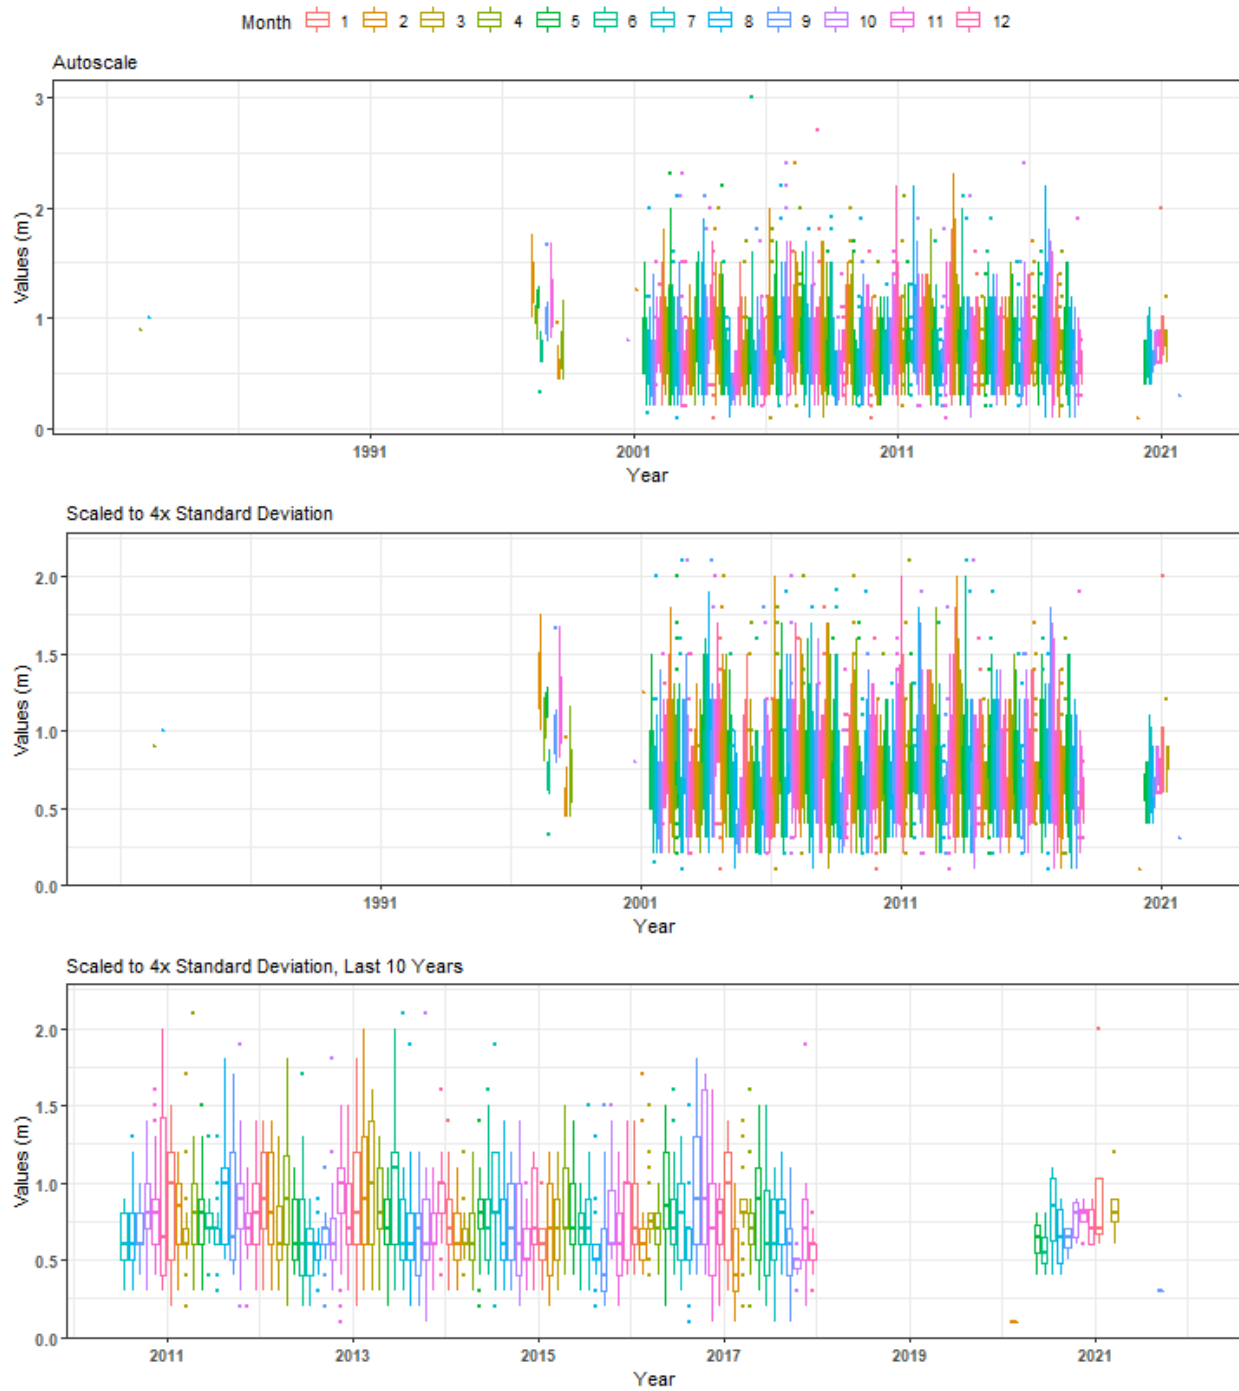 Month 1 2 3 4 5 6 7 8 9 10 11 12
Autoscale
3
2
1
0
Values (m)
1991 2001 2011 2021
Year
Scaled to 4x Standard Deviation
2.0
1.5
1.0
0.5
0.0
Values (m)
1991 2001 2011 2021
Year
Scaled to 4x Standard Deviation, Last 10 Years
2.0
1.5
1.0
0.5
0.0
Values (m)
2011 2013 2015 2017 2019 2021
Year